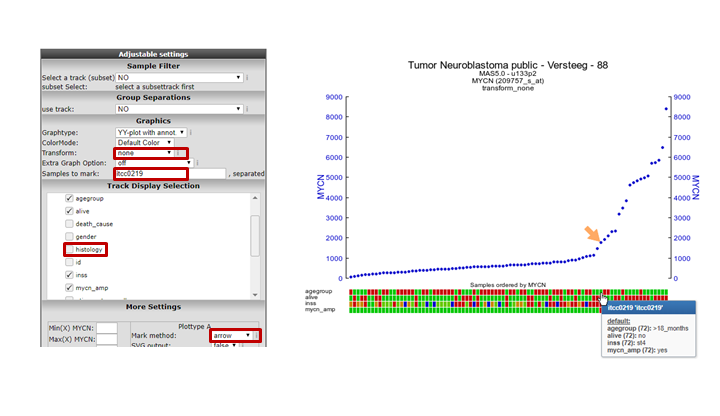 Adjustable settings
Sample Filter
Select a track (subset) NO
subset Select: select a subsettrack first
Group Separations
use track: NO
Graphics
Graphtype: YY-plot with annot.
ColorMode: Default Color
Transform: none
Extra Graph Option: off
Samples to mark: itcc0219 , separated
Track Display Selection
agegroup
alive
death_cause
gender
histology
id
inss
mycn_amp
More Settings
Min(X) MYCN:
Max(X) MYCN:
Plottype A
Mark method: arrow
SVG output: false
Tumor Neuroblastoma public - Versteeg - 88
MAS5.0 - u133p2
MYCN (209757_s_at)
transform_none
9000 9000
8000 8000
7000 7000
6000 6000
5000 5000
MYCN MYCN
4000 4000
3000 3000
2000 2000
1000 1000
0 0
Samples ordered by MYCN
agegroup
alive
inss
mycn_amp
itcc0219 'itcc0219'
default:
agegroup (72): >18_months
alive (72): no
inss (72): st4
mycn_amp (72): yes